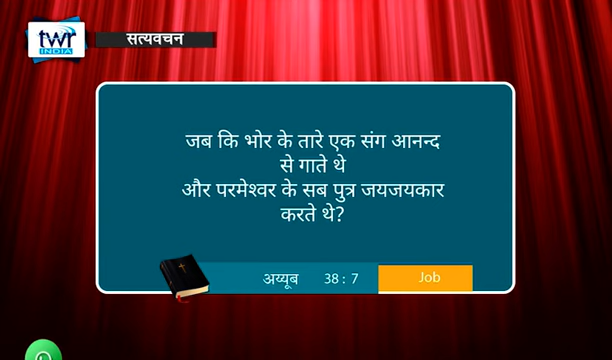 twr
INDIA
सत्यवचन
जब कि भोर के तारे एक संग आनन्द
से गाते थे
और परमेश्वर के सब पुत्र जयजयकार
करते थे?
अय्यूब 38 : 7 Job